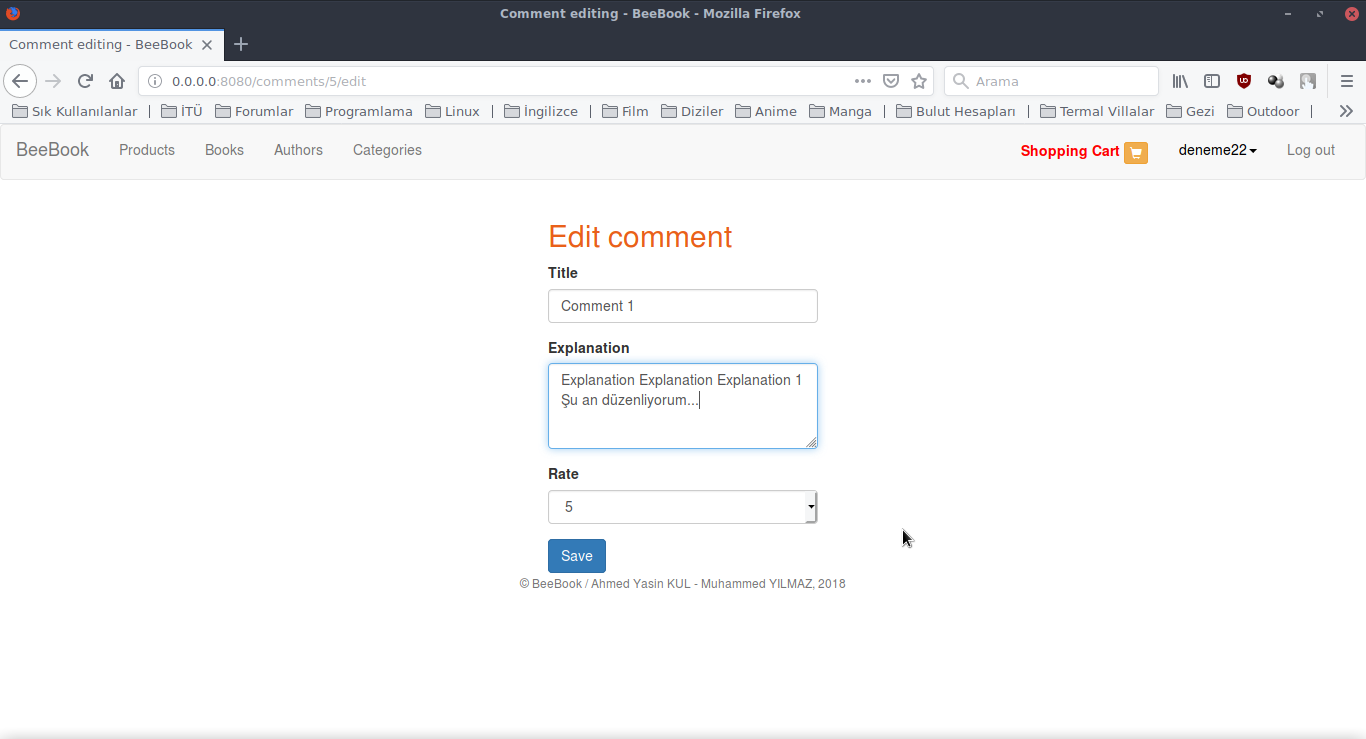 Comment editing - BeeBook - Mozilla Firefox
Comment editing - BeeBook
0.0.0.0:8080/comments/5/edit
Arama
Sık Kullanılanlar | İTÜ Forumlar Programlama Linux | İngilizce | Film Diziler Anime Manga | Bulut Hesapları | Termal Villalar Gezi Outdoor |
BeeBook Products Books Authors Categories Shopping Cart deneme22 Log out
Edit comment
Title
Comment 1
Explanation
Explanation Explanation Explanation 1
Şu an düzenliyorum...
Rate
5
Save
© BeeBook / Ahmed Yasin KUL - Muhammed YILMAZ, 2018